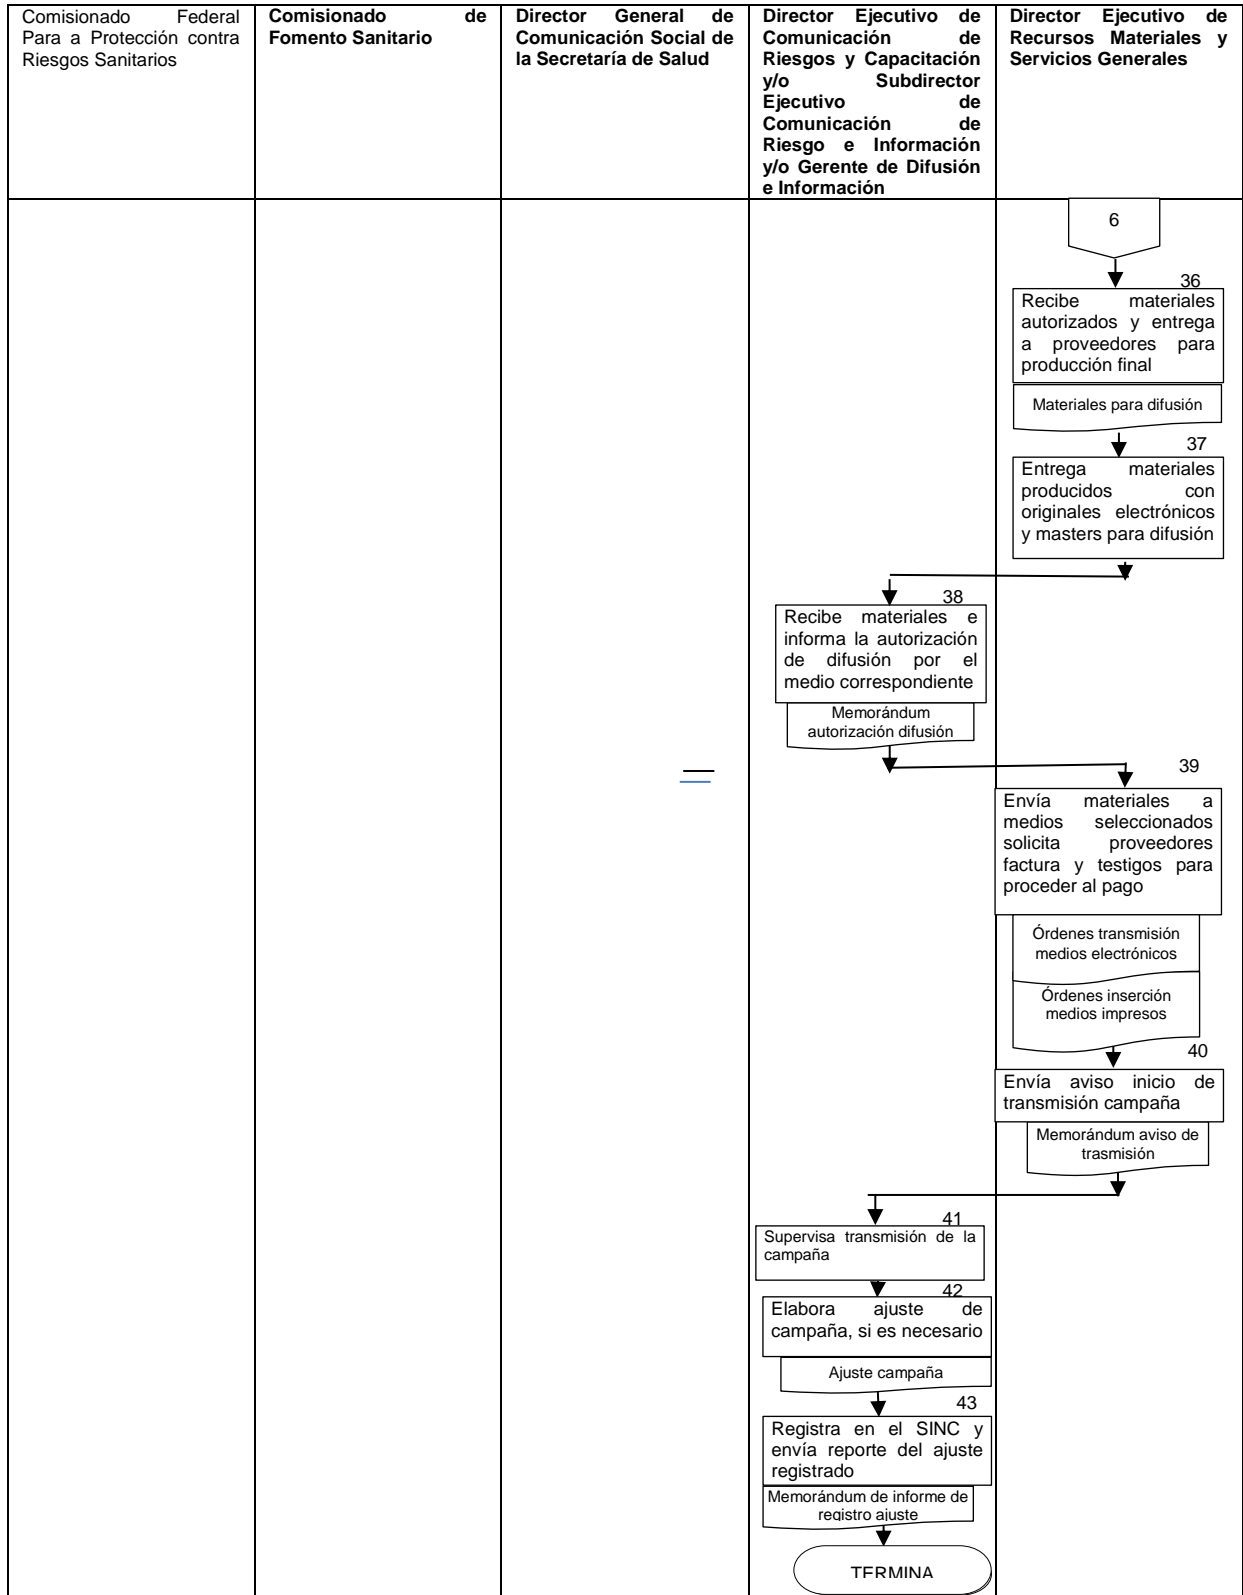 Comisionado Federal
Para a Protección contra
Riesgos Sanitarios
Comisionado de
Fomento Sanitario
Director General de
Comunicación Social de
la Secretaría de Salud
Director Ejecutivo de
Comunicación de
Riesgos y Capacitación
y/o Subdirector
Ejecutivo de
Comunicación de
Riesgo e Información
y/o Gerente de Difusión
e Información
Director Ejecutivo de
Recursos Materiales y
Servicios Generales
6
36
Recibe materiales
autorizados y entrega
a proveedores para
producción final
Materiales para difusión
37
Entrega materiales
producidos con
originales electrónicos
y masters para difusión
38
Recibe materiales e
informa la autorización
de difusión por el
medio correspondiente
Memorándum
autorización difusión
39
Envía materiales a
medios seleccionados
solicita proveedores
factura y testigos para
proceder al pago
Órdenes transmisión
medios electrónicos
Órdenes inserción
medios impresos
40
Envía aviso inicio de
transmisión campaña
Memorándum aviso de
trasmisión
41
Supervisa transmisión de la
campaña
42
Elabora ajuste de
campaña, si es necesario
Ajuste campaña
43
Registra en el SINC y
envía reporte del ajuste
registrado
Memorándum de informe de
registro ajuste
TERMINA